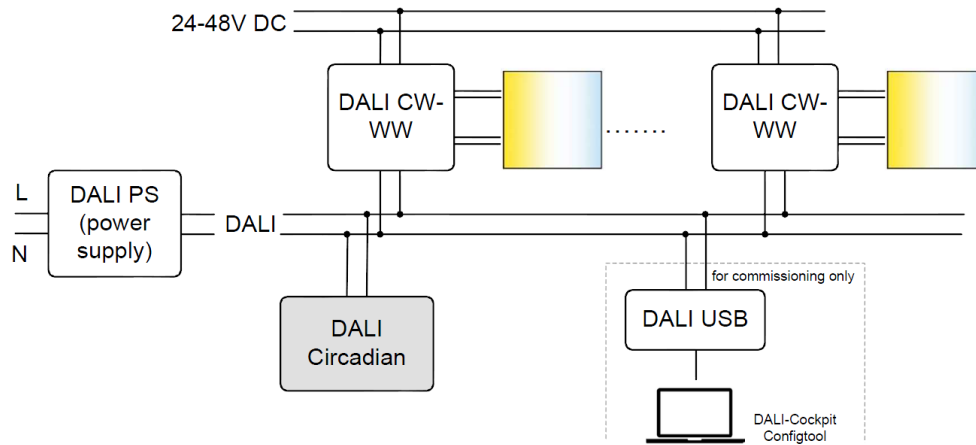 24-48V DC
DALI CW-
WW
.......
DALI CW-
WW
L
N
DALI PS
(power
supply)
DALI
for commissioning only
DALI
Circadian
DALI USB
DALI-Cockpit
Configtool